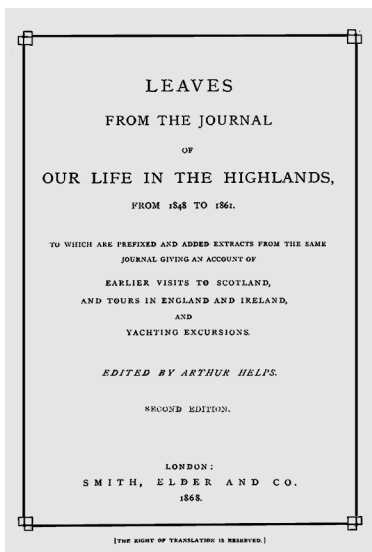 LEAVES
FROM THE JOURNAL
OF
OUR LIFE IN THE HIGHLANDS,
FROM 1848 TO 1861.
TO WHICH ARE PREFIXED AND ADDED EXTRACTS FROM THE SAME
JOURNAL GIVING AN ACCOUNT OF
EARLIER VISITS TO SCOTLAND,
AND TOURS IN ENGLAND AND IRELAND,
AND
YACHTING EXCURSIONS.
EDITED BY ARTHUR HELPS.
SECOND EDITION.
LONDON:
SMITH, ELDER AND CO.
1868.
[THE RIGHT OF TRANSLATION IS RESERVED.]